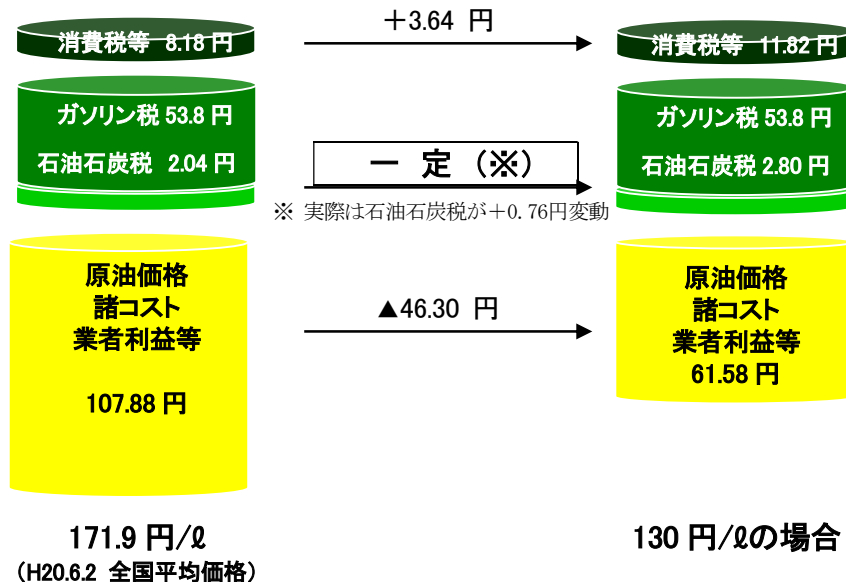 ＋3.64 円
消費税等 8.18 円
消費税等 11.82 円
ガソリン税 53.8 円
石油石炭税 2.04 円
一 定 （※）
※ 実際は石油石炭税が＋0.76円変動
ガソリン税 53.8 円
石油石炭税 2.80 円
原油価格
諸コスト
業者利益等
107.88 円
▲46.30 円
原油価格
諸コスト
業者利益等
61.58 円
171.9 円/ℓ
（H20.6.2 全国平均価格）
130 円/ℓの場合